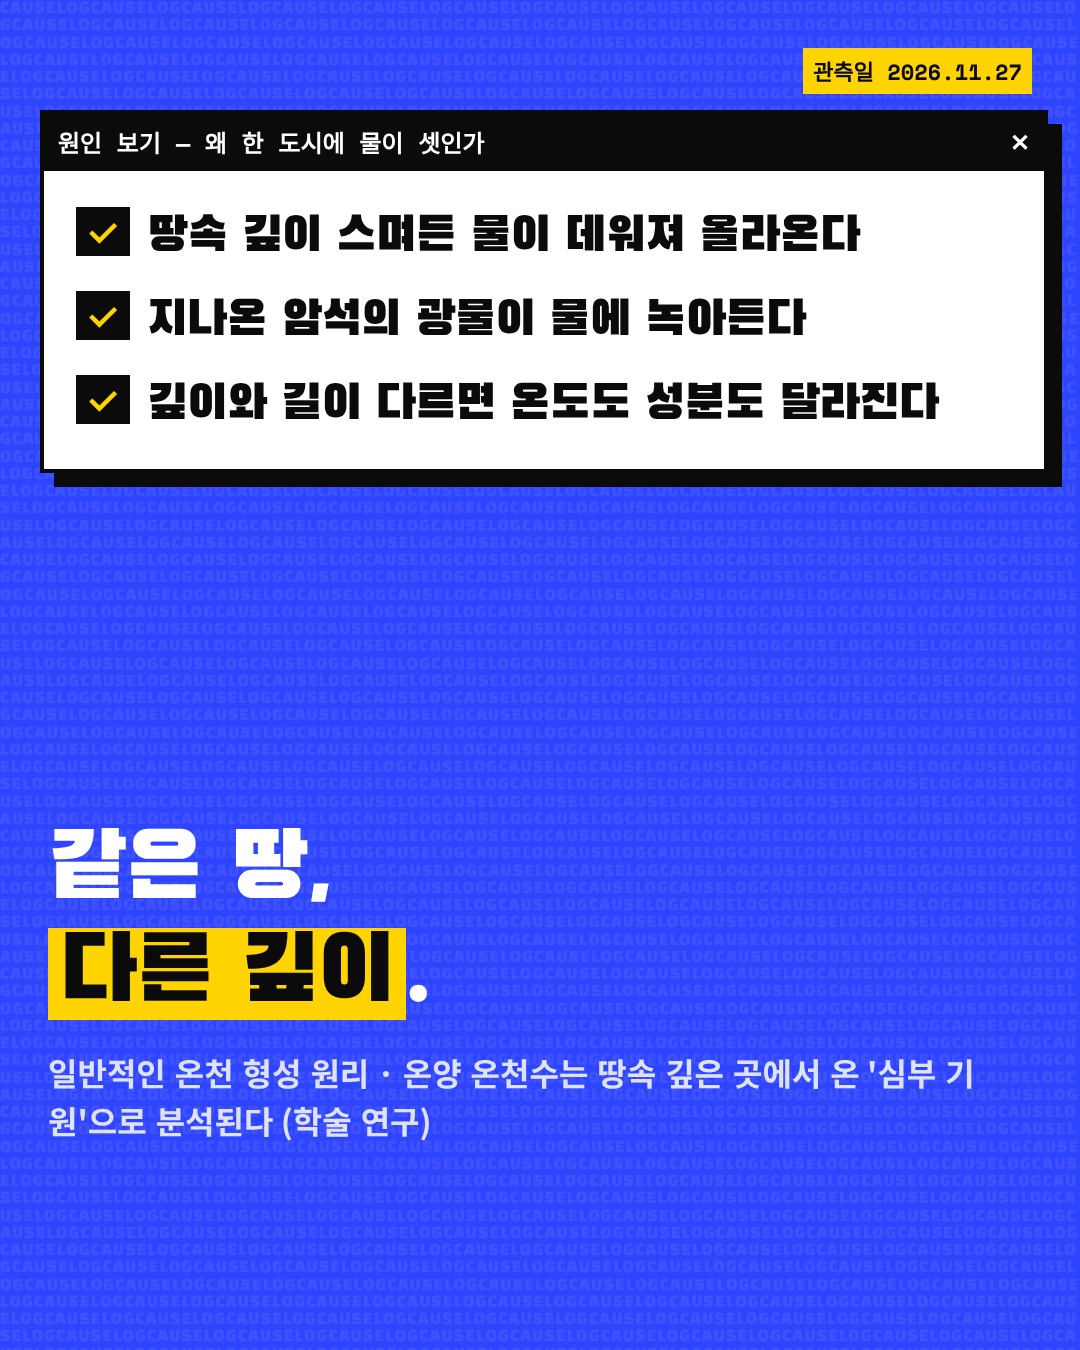 관측일 2026.11.27
원인 보기 — 왜 한 도시에 물이 셋인가 ×
땅속 깊이 스며든 물이 데워져 올라온다
지나온 암석의 광물이 물에 녹아든다
깊이와 길이 다르면 온도도 성분도 달라진다
같은 땅,
다른 깊이.
일반적인 온천 형성 원리 · 온양 온천수는 땅속 깊은 곳에서 온 '심부 기
원'으로 분석된다 (학술 연구)